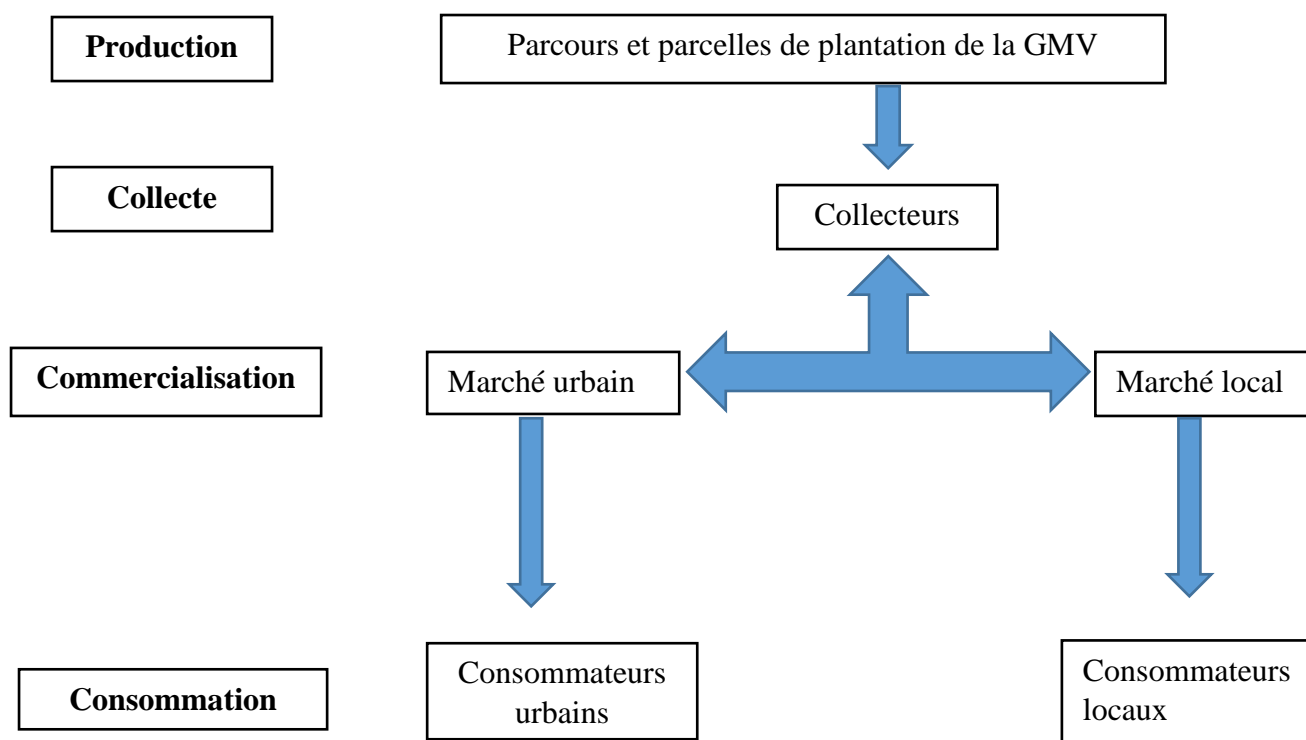 Production
Parcours et parcelles de plantation de la GMV
Collecte
Collecteurs
Commercialisation
Marché urbain
Marché local
Consommation
Consommateurs
urbains
Consommateurs
locaux